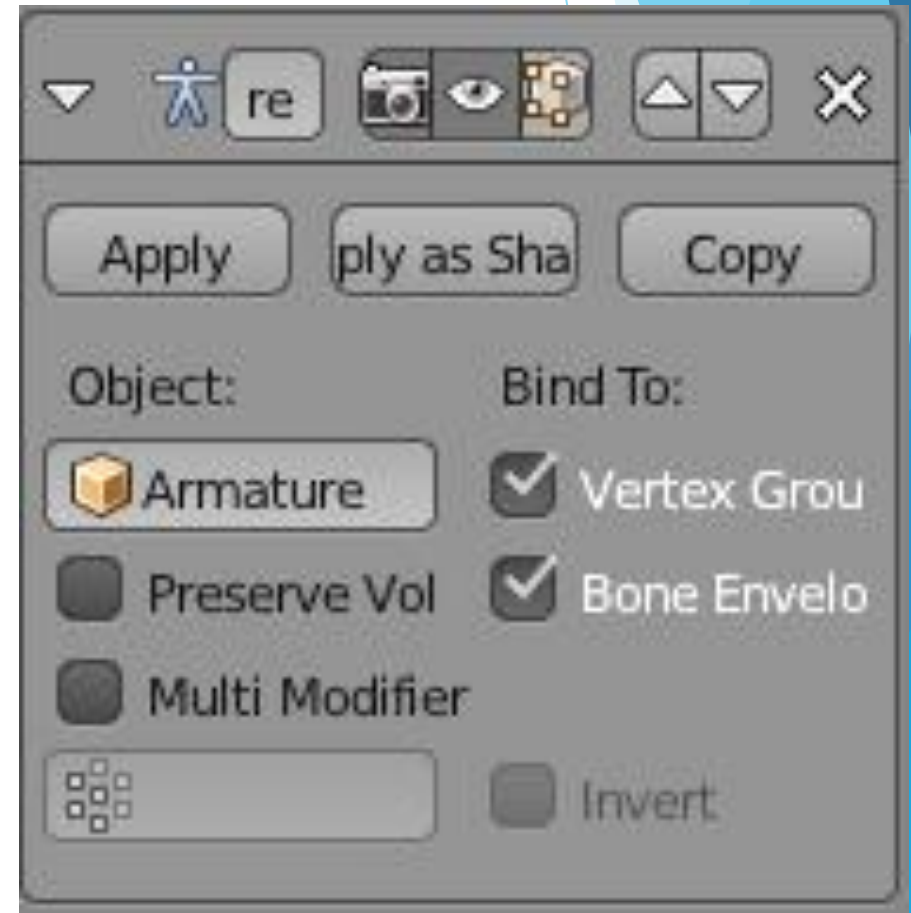 re
Apply ply as Sha Copy
Object: Bind To:
Armature Vertex Grou
Preserve Vol Bone Envelo
Multi Modifier
Invert